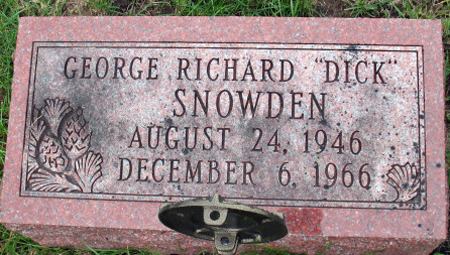 GEORGE RICHARD "DICK"
SNOWDEN
AUGUST 24, 1946
DECEMBER 6, 1966